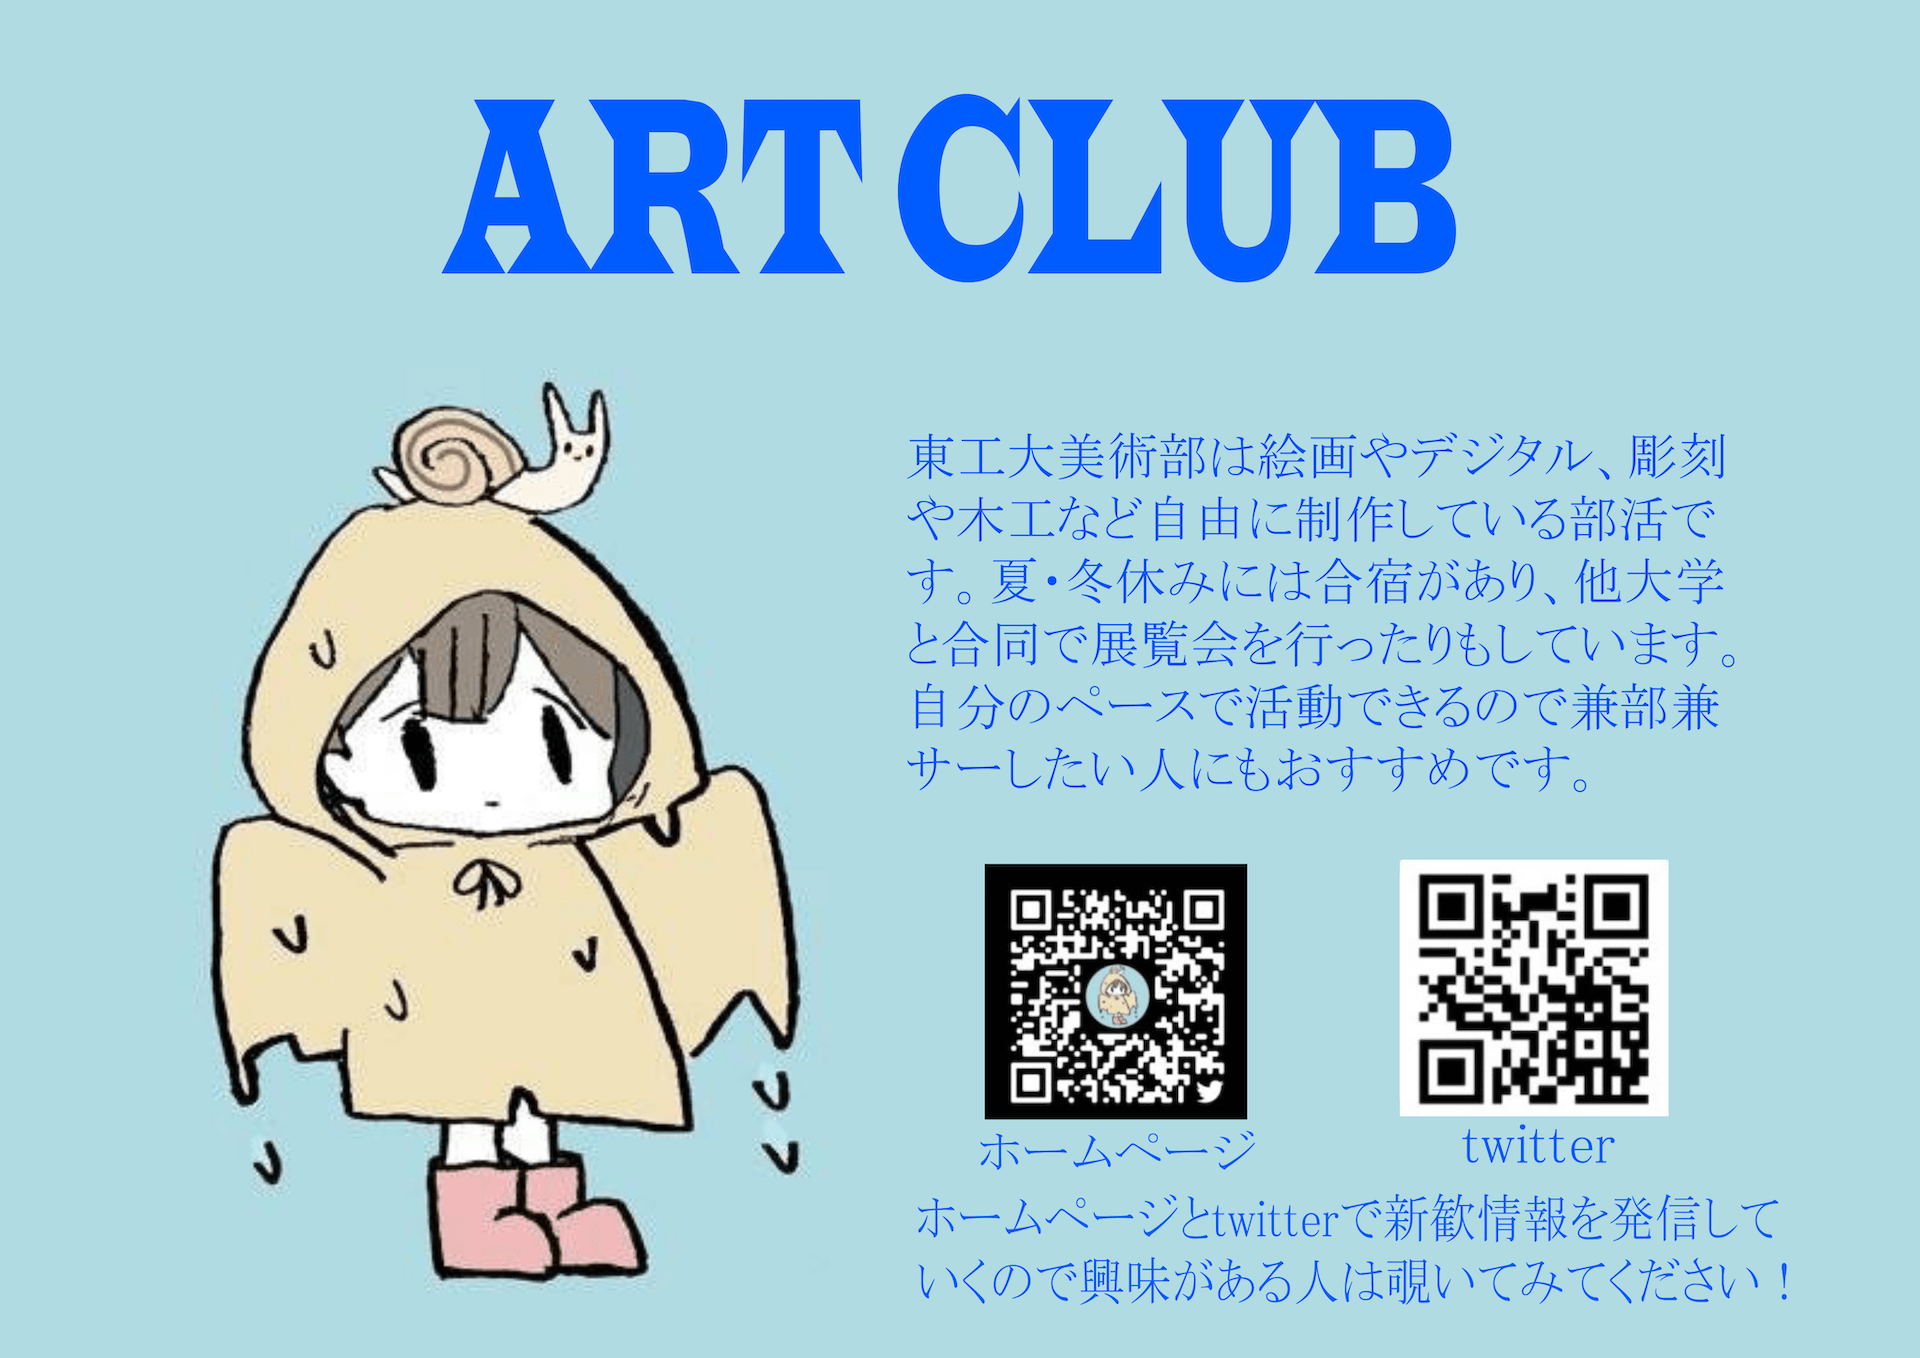 ART CLUB
東工大美術部は絵画やデジタル、彫刻
や木工など自由に制作している部活で
す。夏・冬休みには合宿があり、他大学
と合同で展覧会を行ったりもしています。
自分のペースで活動できるので兼部兼
サーしたい人にもおすすめです。
ホームページ
twitter
ホームページとtwitterで新歓情報を発信して
いくので興味がある人は覗いてみてください！